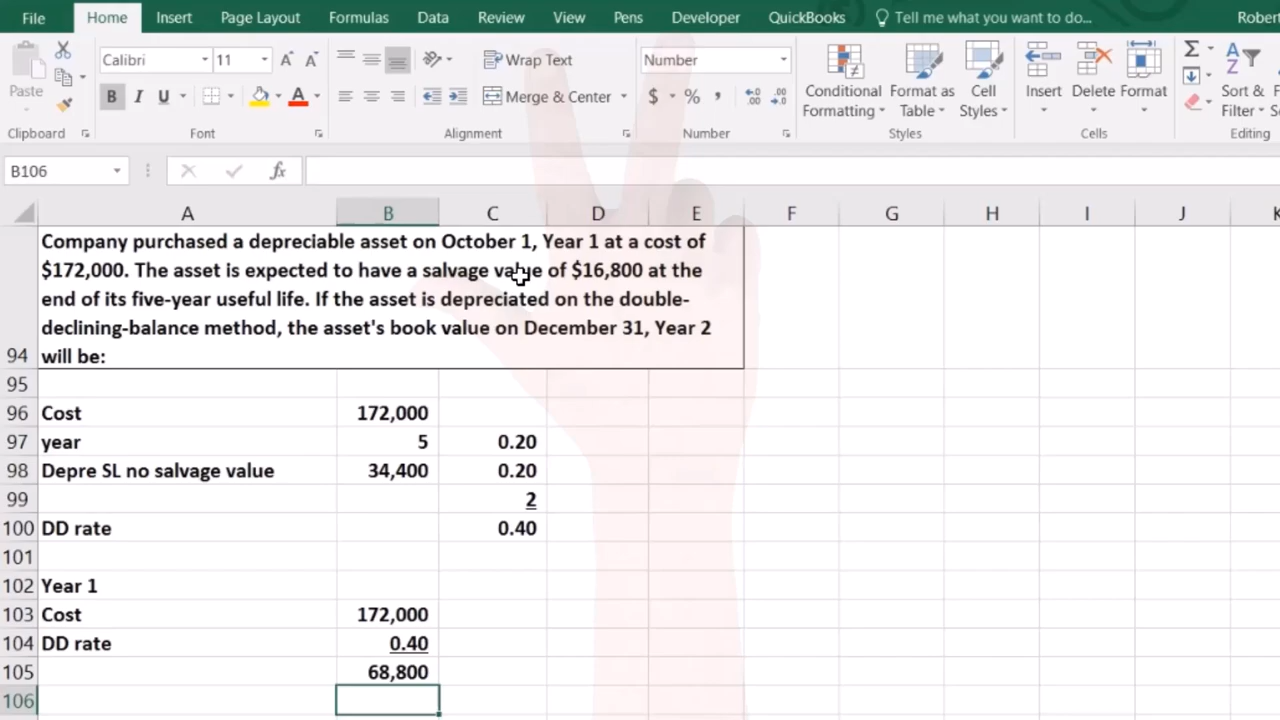 File Home Insert Page Layout Formulas Data Review View Pens Developer QuickBooks Tell me what you want to do... Rober
Paste Calibri 11 A A Wrap Text Number
B I U A Merge & Center $ % , .00 .0
Conditional Formatting Format as Table Cell Styles Insert Delete Format Σ A Z Sort & Filter
Clipboard Font Alignment Number Styles Cells Editing
B106 fx
A B C D E F G H I J K
Company purchased a depreciable asset on October 1, Year 1 at a cost of
$172,000. The asset is expected to have a salvage value of $16,800 at the
end of its five-year useful life. If the asset is depreciated on the double-
declining-balance method, the asset's book value on December 31, Year 2
94 will be:
95
96 Cost 172,000
97 year 5 0.20
98 Depre SL no salvage value 34,400 0.20
99 2
100 DD rate 0.40
101
102 Year 1
103 Cost 172,000
104 DD rate 0.40
105 68,800
106